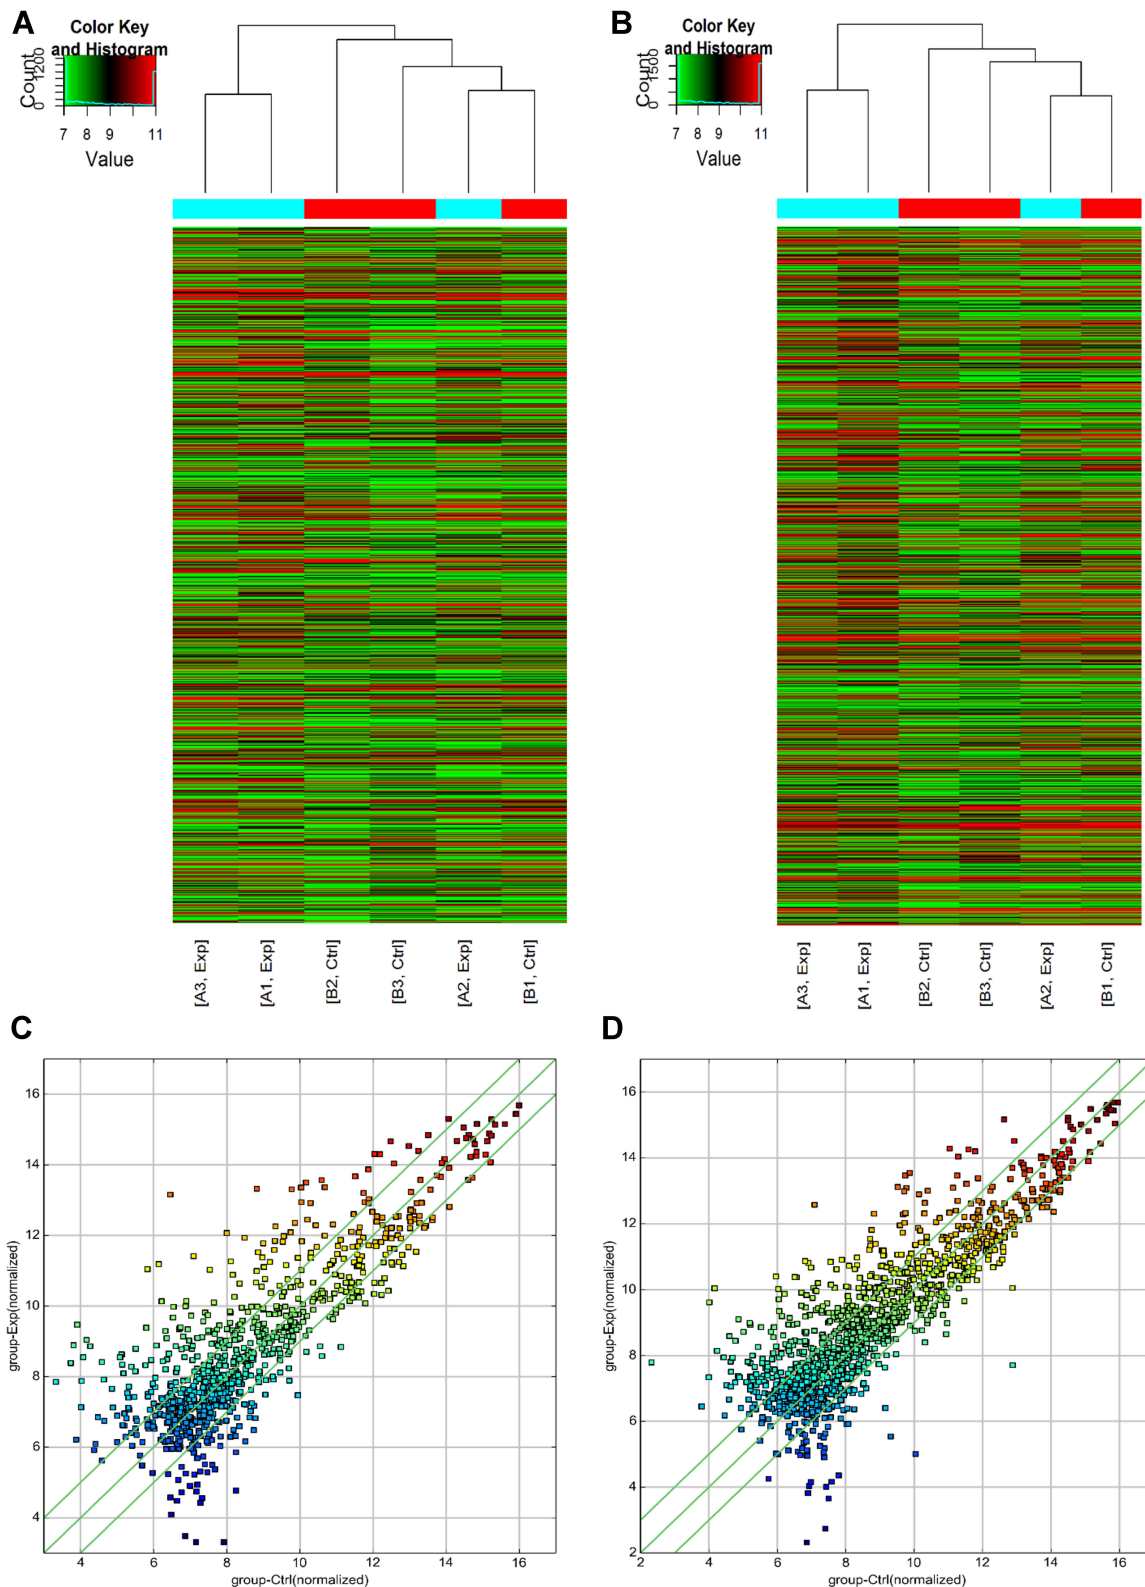 A
Color Key
and Histogram
Count
0
1200
7 8 9 11
Value
[A3, Exp]
[A1, Exp]
[B2, Ctrl]
[B3, Ctrl]
[A2, Exp]
[B1, Ctrl]
B
Color Key
and Histogram
Count
0
1500
7 8 9 11
Value
[A3, Exp]
[A1, Exp]
[B2, Ctrl]
[B3, Ctrl]
[A2, Exp]
[B1, Ctrl]
C
group-Exp(normalized)
16
14
12
10
8
6
4
4 6 8 10 12 14 16
group-Ctrl(normalized)
D
group-Exp(normalized)
16
14
12
10
8
6
4
2
2 4 6 8 10 12 14 16
group-Ctrl(normalized)